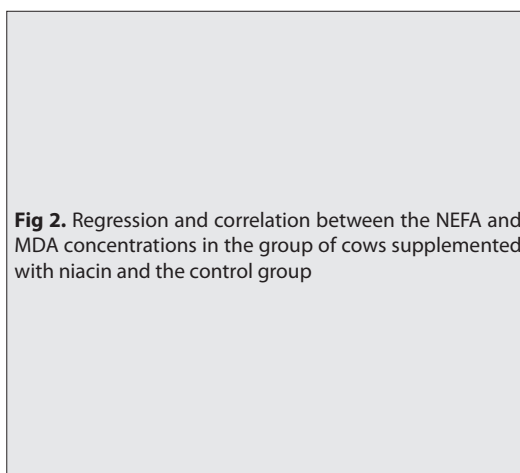 Fig 2. Regression and correlation between the NEFA and
MDA concentrations in the group of cows supplemented
with niacin and the control group